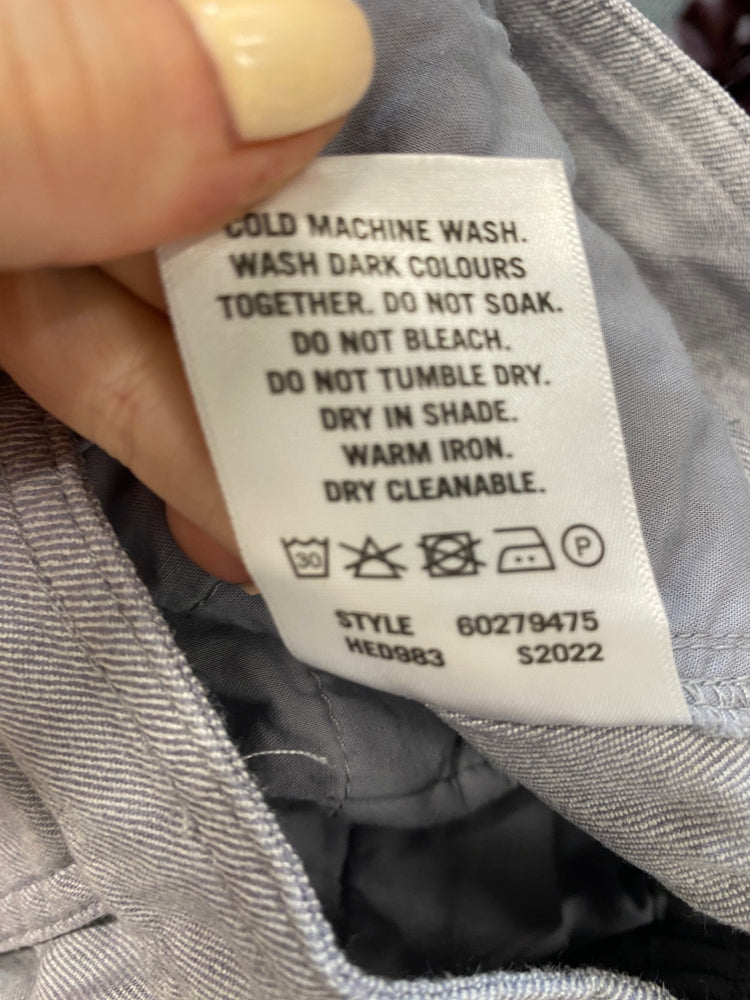 COLD MACHINE WASH.
WASH DARK COLOURS
TOGETHER. DO NOT SOAK.
DO NOT BLEACH.
DO NOT TUMBLE DRY.
DRY IN SHADE.
WARM IRON.
DRY CLEANABLE.
30 P
STYLE 60279475
HED983 S2022